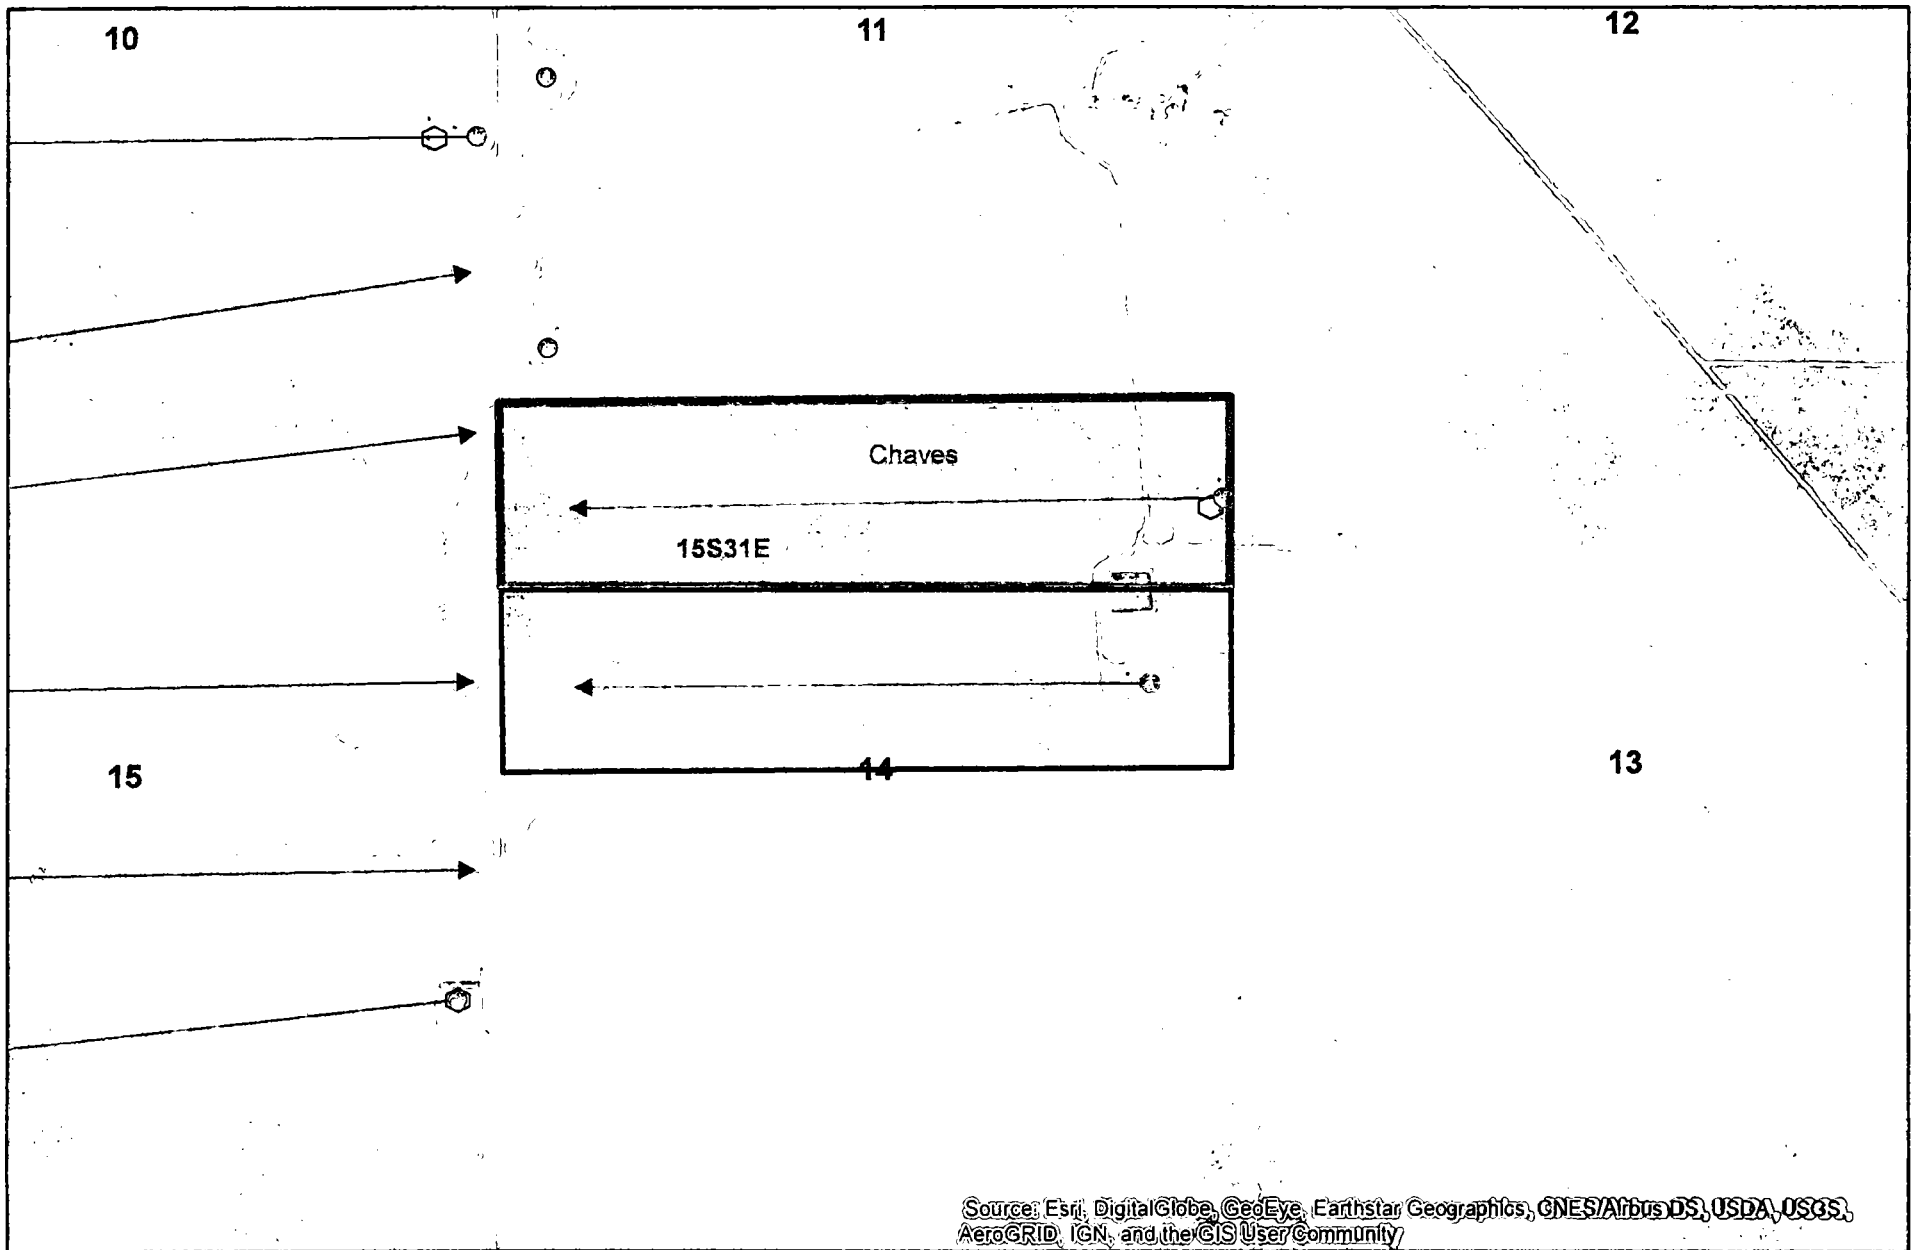 10
11
12
Chaves
15S31E
15
14
13
Source: Esri, DigitalGlobe, GeoEye, Earthstar Geographics, CNES/Airbus DS, USDA, USGS,
AeroGRID, IGN, and the GIS User Community